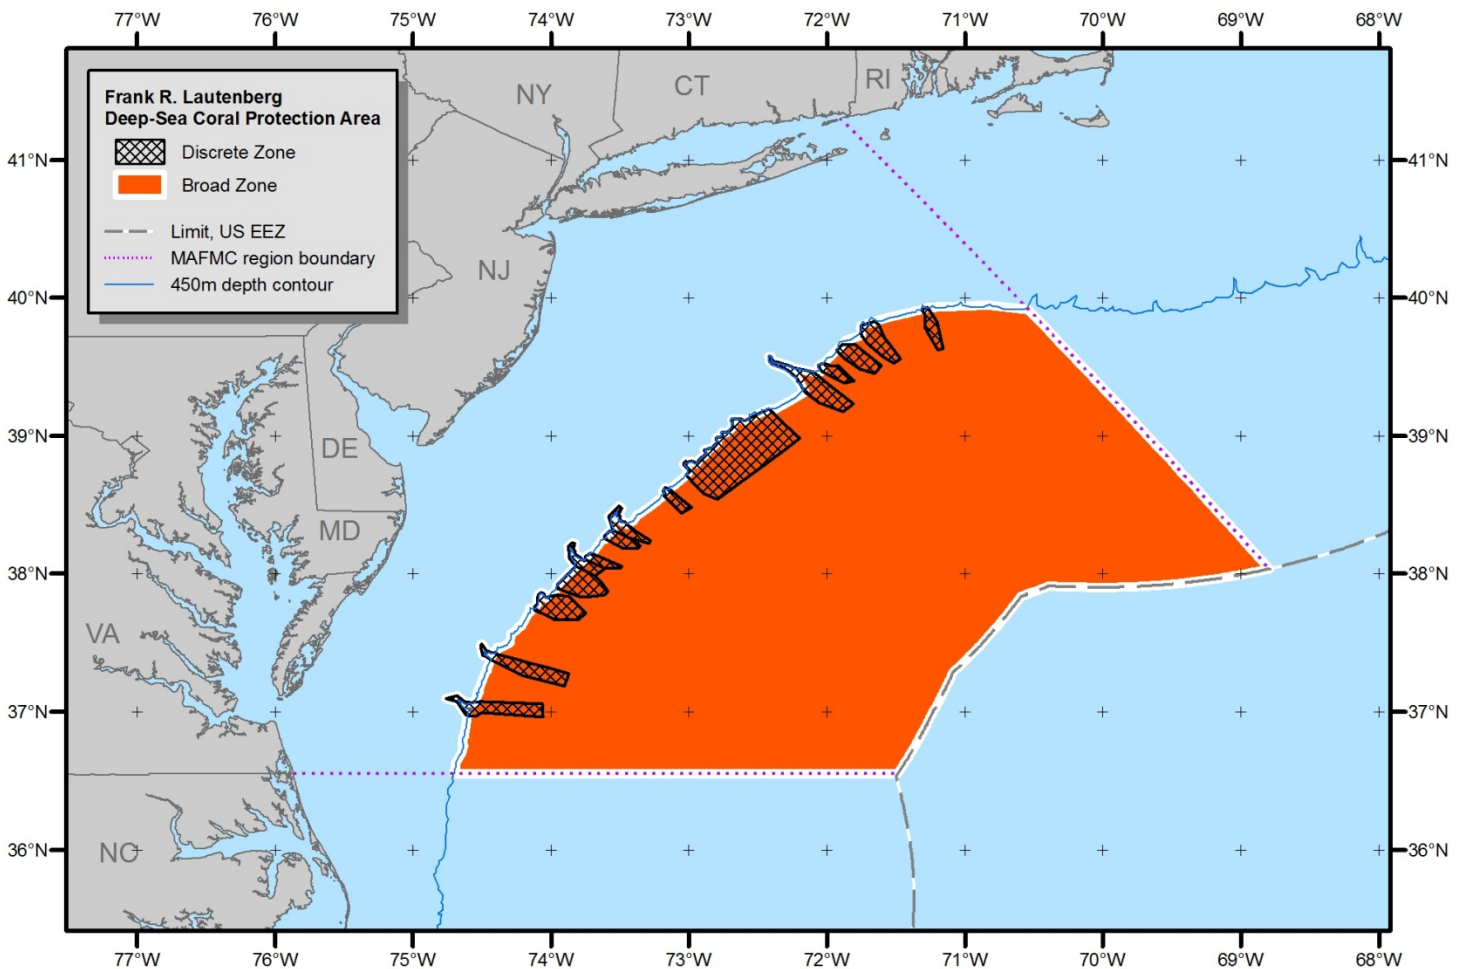 77°W 76°W 75°W 74°W 73°W 72°W 71°W 70°W 69°W 68°W
Frank R. Lautenberg
Deep-Sea Coral Protection Area
Discrete Zone
Broad Zone
Limit, US EEZ
MAFMC region boundary
450m depth contour
NY
CT
RI
41°N 41°N
NJ
40°N 40°N
39°N 39°N
DE
MD
38°N 38°N
VA
37°N 37°N
NC
36°N 36°N
77°W 76°W 75°W 74°W 73°W 72°W 71°W 70°W 69°W 68°W